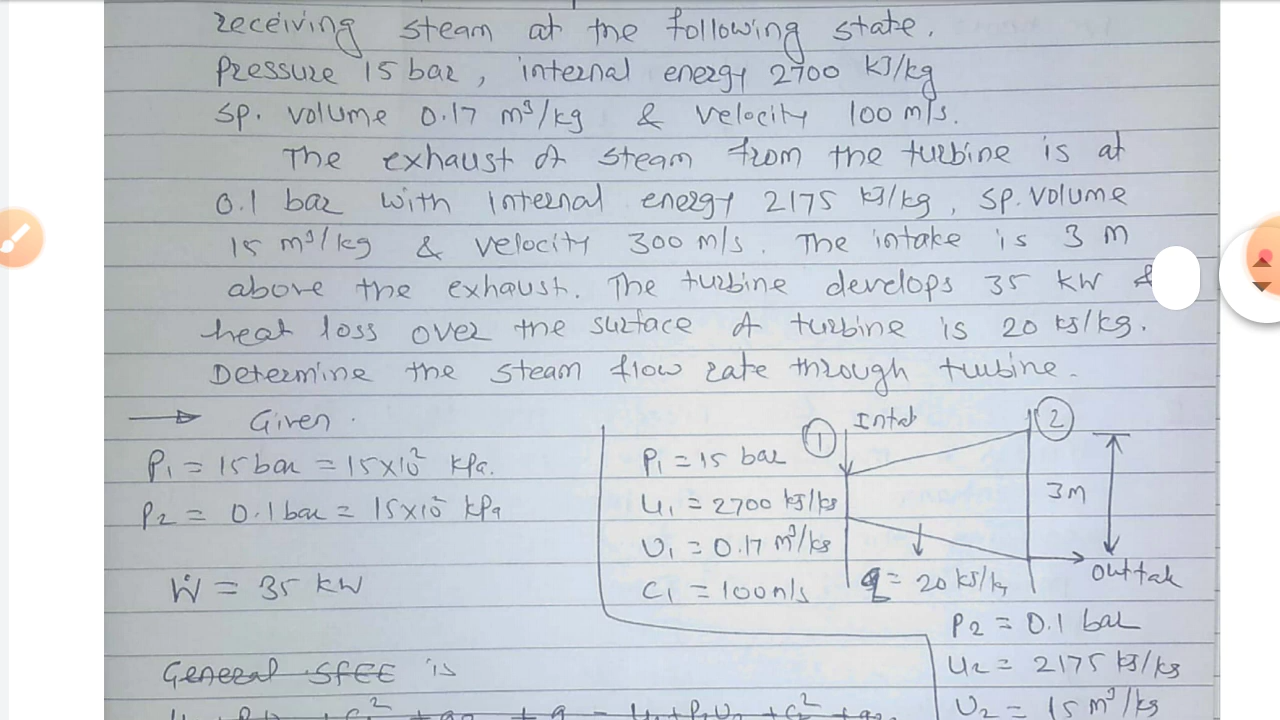 receiving steam at the following state.
Pressure 15 bar, internal energy 2700 kJ/kg
sp. volume 0.17 m³/kg & velocity 100 m/s.
The exhaust of steam from the turbine is at
0.1 bar with internal energy 2175 kJ/kg, sp. volume
15 m³/kg & velocity 300 m/s. The intake is 3 m
above the exhaust. The turbine develops 35 kW &
heat loss over the surface of turbine is 20 kJ/kg.
Determine the steam flow rate through turbine.
→ Given.
P₁ = 15 bar = 15×10² kPa.
P₂ = 0.1 bar = 15×10² kPa
Ẇ = 35 kW
① Intak
②
P₁ = 15 bar
U₁ = 2700 kJ/kg
υ₁ = 0.17 m³/kg
C₁ = 100 m/s
3m
q = 20 kJ/kg
outtak
P₂ = 0.1 bar
U₂ = 2175 kJ/kg
υ₂ = 15 m³/kg
General SFEE is